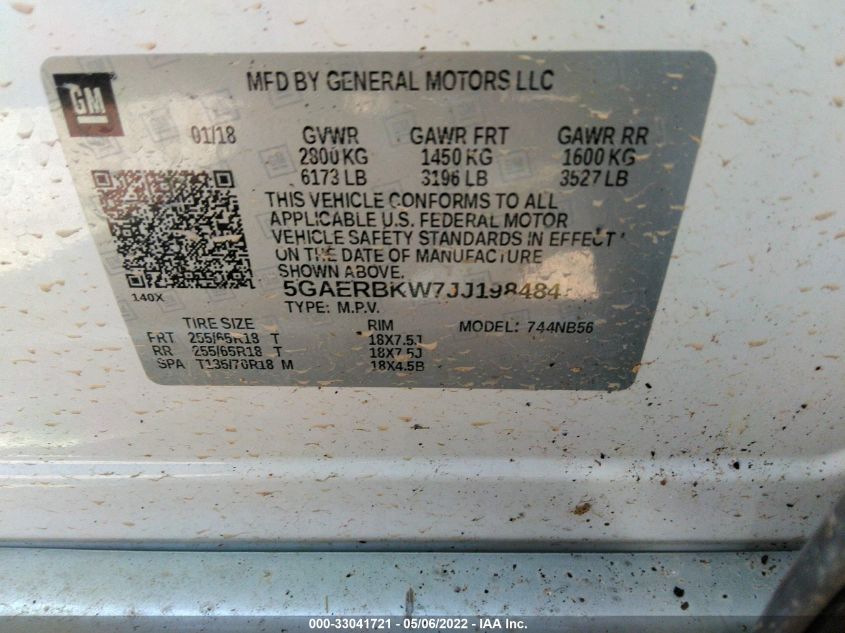 GM
MFD BY GENERAL MOTORS LLC
01/18 GVWR GAWR FRT GAWR RR
2800 KG 1450 KG 1600 KG
6173 LB 3196 LB 3527 LB
THIS VEHICLE CONFORMS TO ALL
APPLICABLE U.S. FEDERAL MOTOR
VEHICLE SAFETY STANDARDS IN EFFECT
ON THE DATE OF MANUFACTURE
SHOWN ABOVE.
140X
5GAERBKW7JJ198484
TYPE: M.P.V.
TIRE SIZE RIM MODEL: 744NB56
FRT 255/65R18 T 18X7.5J
RR 255/65R18 T 18X7.5J
SPA T135/70R18 M 18X4.5B
000-33041721 - 05/06/2022 - IAA Inc.